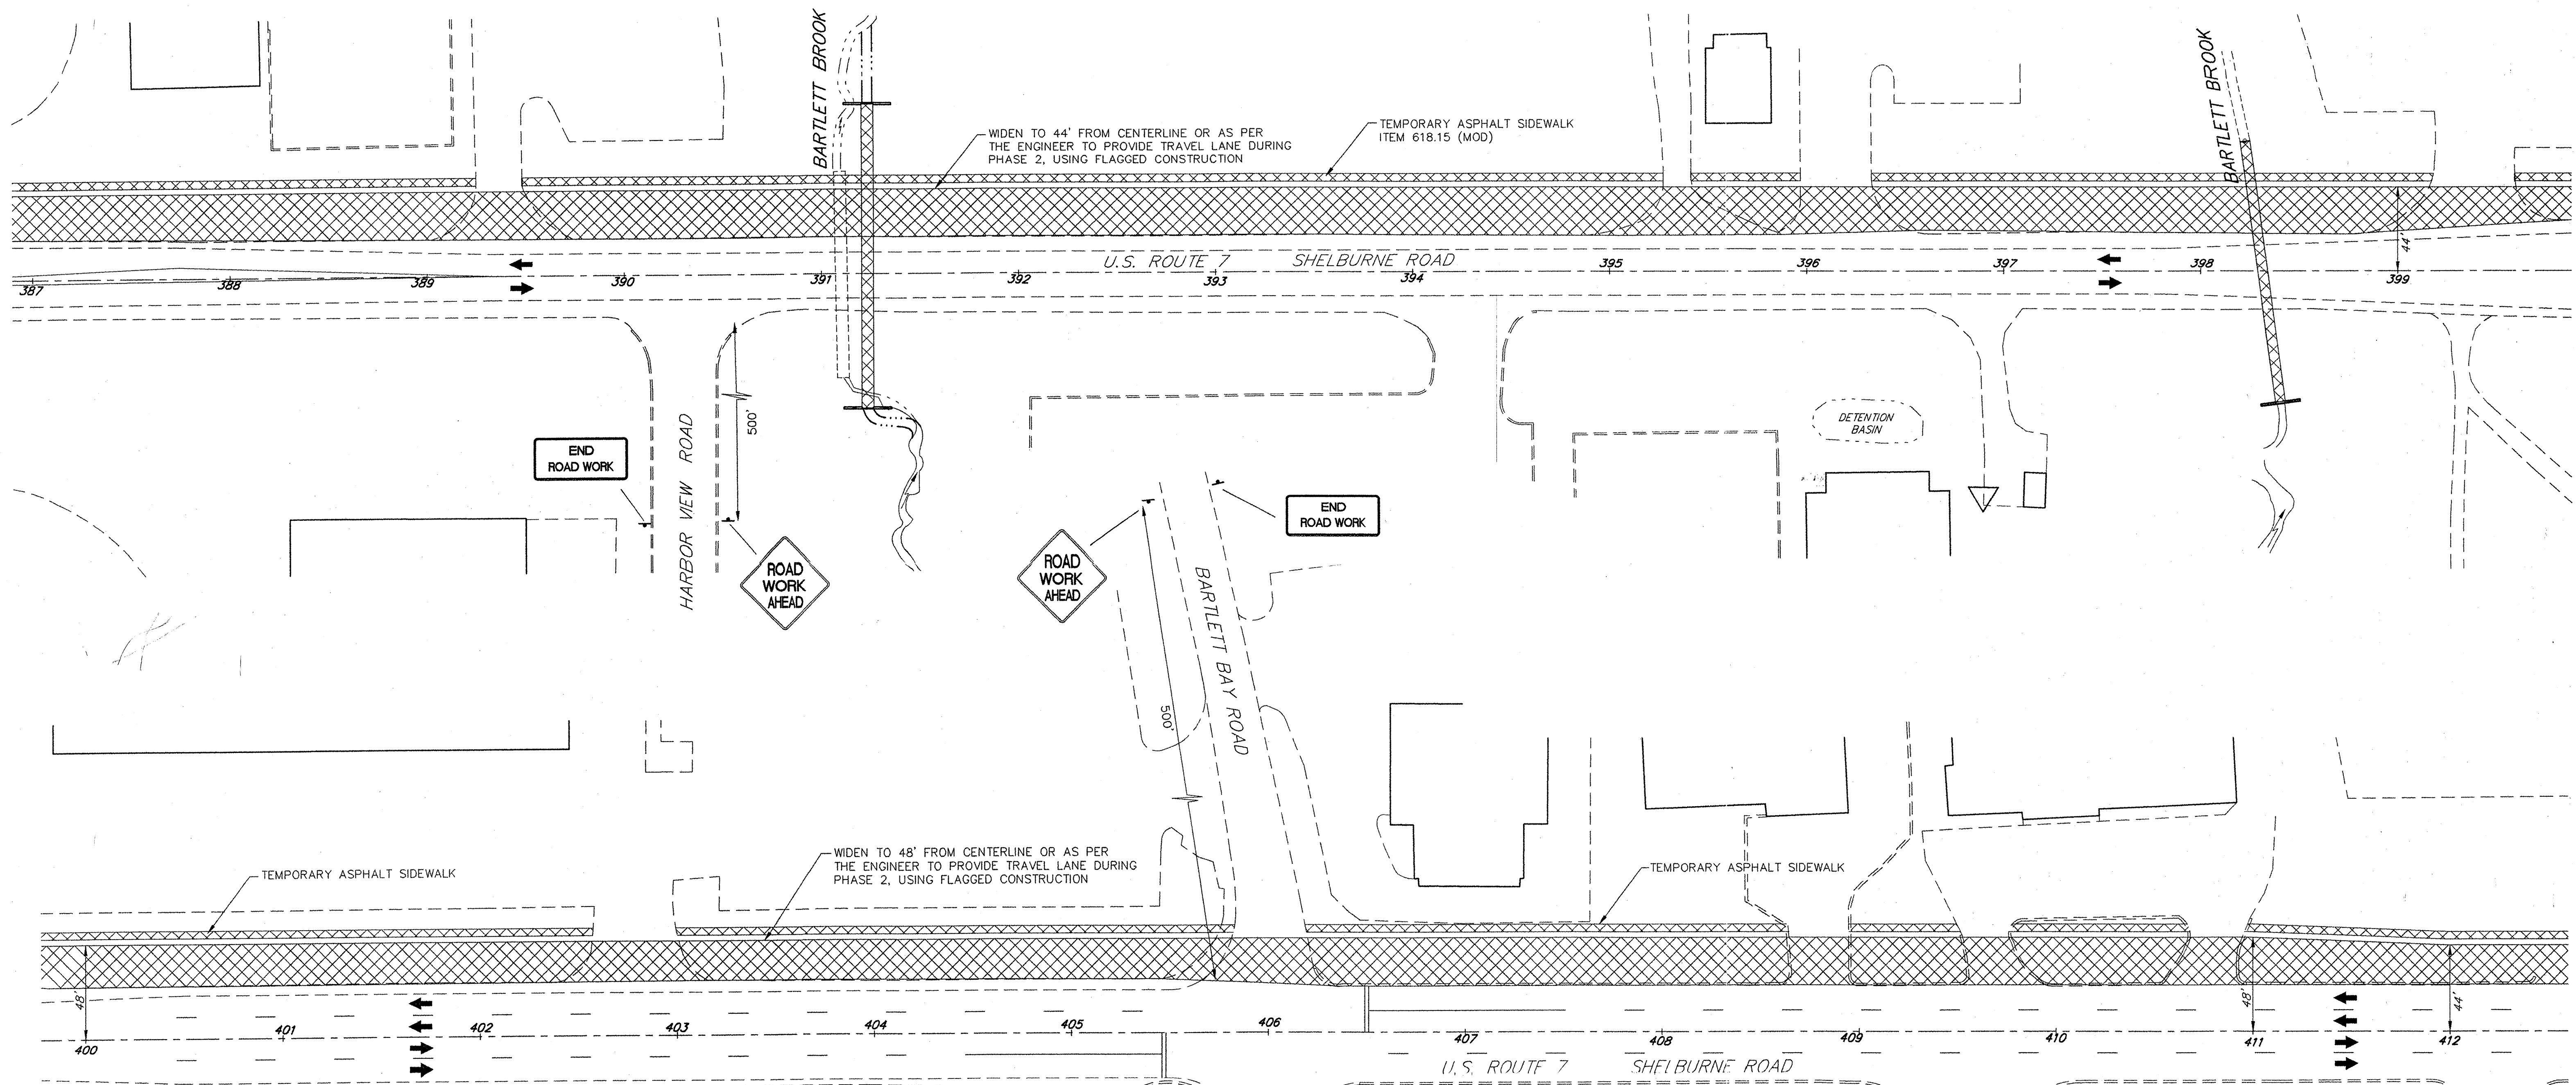 BARTLETT BROOK
BARTLETT BROOK
WIDEN TO 44' FROM CENTERLINE OR AS PER
THE ENGINEER TO PROVIDE TRAVEL LANE DURING
PHASE 2, USING FLAGGED CONSTRUCTION
TEMPORARY ASPHALT SIDEWALK
ITEM 618.15 (MOD)
44'
U.S. ROUTE 7 SHELBURNE ROAD
387 388 389 390 391 392 393 394 395 396 397 398 399
500'
HARBOR VIEW ROAD
END
ROAD WORK
ROAD
WORK
AHEAD
ROAD
WORK
AHEAD
END
ROAD WORK
DETENTION
BASIN
BARTLETT BAY ROAD
500'
TEMPORARY ASPHALT SIDEWALK
WIDEN TO 48' FROM CENTERLINE OR AS PER
THE ENGINEER TO PROVIDE TRAVEL LANE DURING
PHASE 2, USING FLAGGED CONSTRUCTION
TEMPORARY ASPHALT SIDEWALK
48'
48'
44'
400 401 402 403 404 405 406 407 408 409 410 411 412
U.S. ROUTE 7 SHELBURNE ROAD